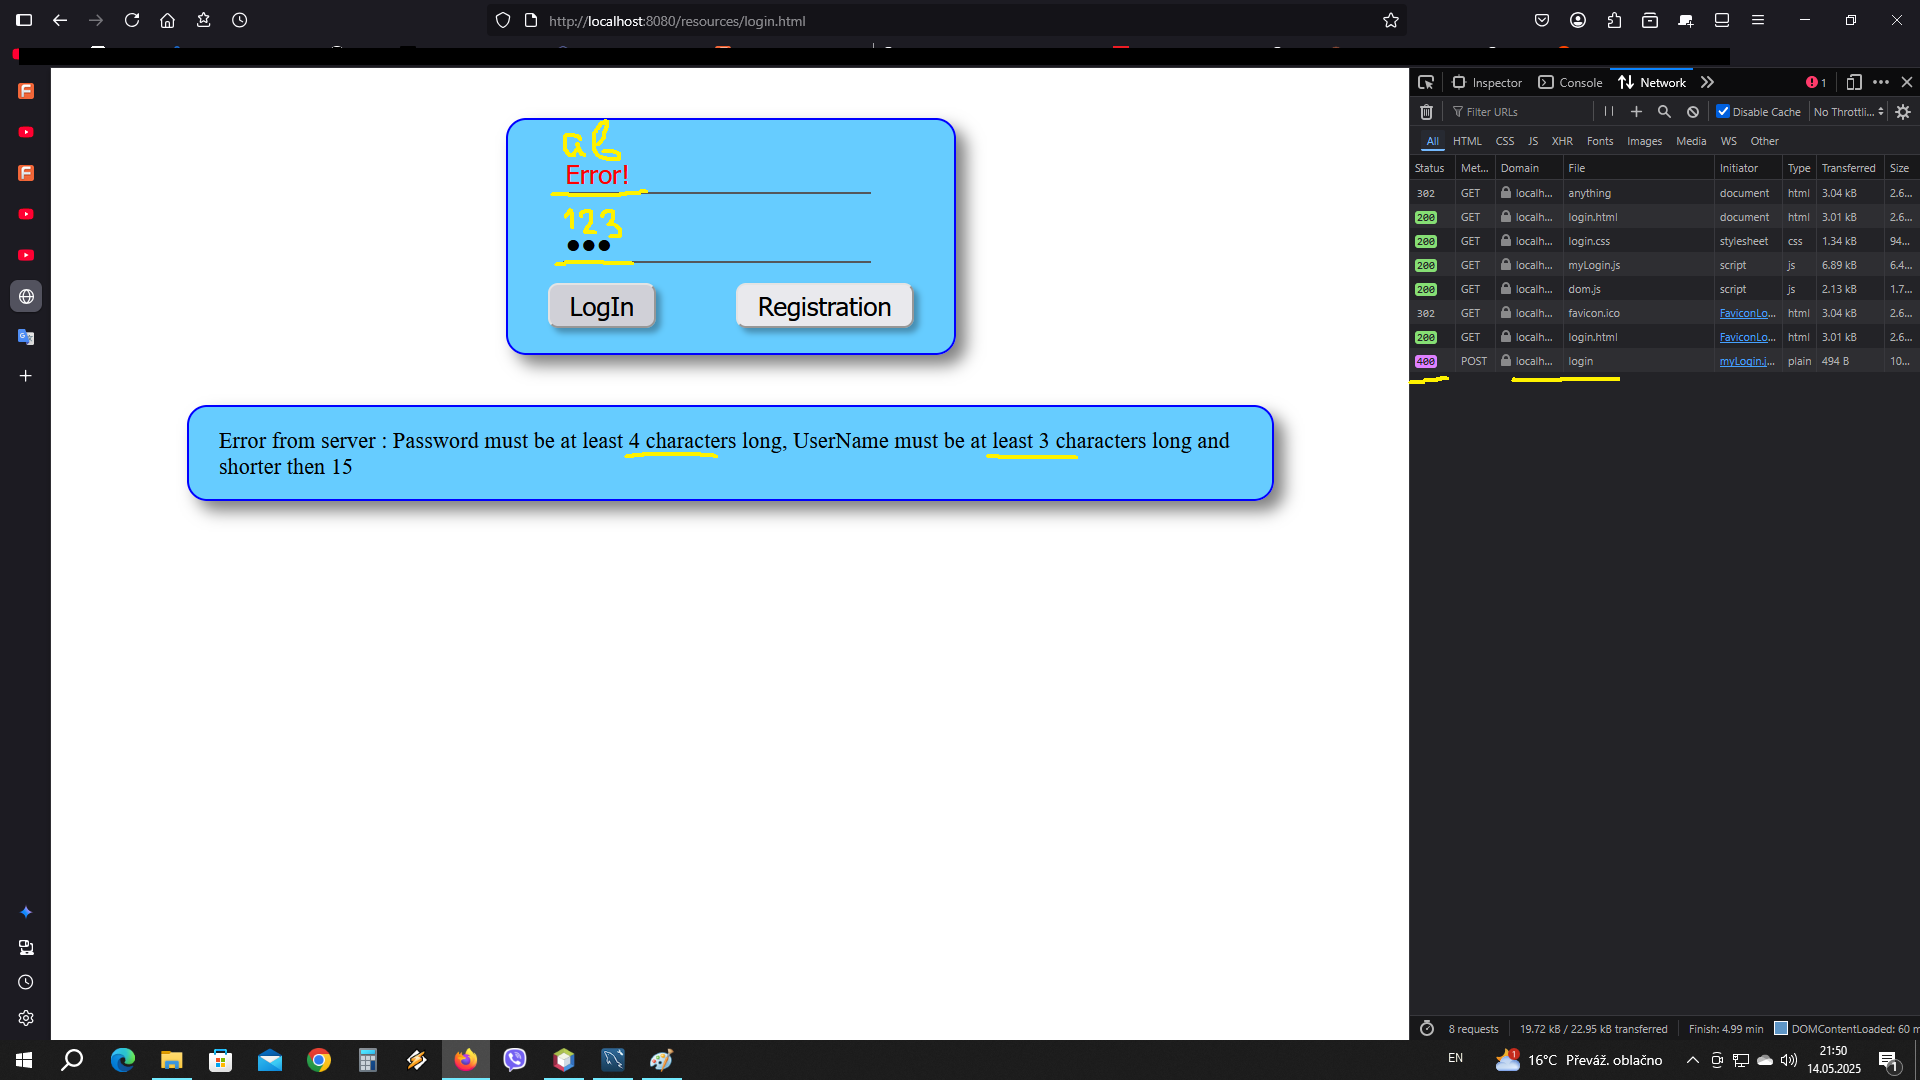 http://localhost:8080/resources/login.html
Inspector Console Network 1
Filter URLs Disable Cache No Throttli...
All HTML CSS JS XHR Fonts Images Media WS Other
Status Met... Domain File Initiator Type Transferred Size
302 GET localh... anything document html 3.04 kB 2.6...
200 GET localh... login.html document html 3.01 kB 2.6...
200 GET localh... login.css stylesheet css 1.34 kB 94...
200 GET localh... myLogin.js script js 6.89 kB 6.4...
200 GET localh... dom.js script js 2.13 kB 1.7...
302 GET localh... favicon.ico FaviconLo... html 3.04 kB 2.6...
200 GET localh... login.html FaviconLo... html 3.01 kB 2.6...
400 POST localh... login myLogin.j... plain 494 B 10...
al
Error!
123
•••
LogIn Registration
Error from server : Password must be at least 4 characters long, UserName must be at least 3 characters long and
shorter then 15
8 requests 19.72 kB / 22.95 kB transferred Finish: 4.99 min DOMContentLoaded: 60 m
EN 1 16°C Převáž. oblačno 21:50
14.05.2025 1